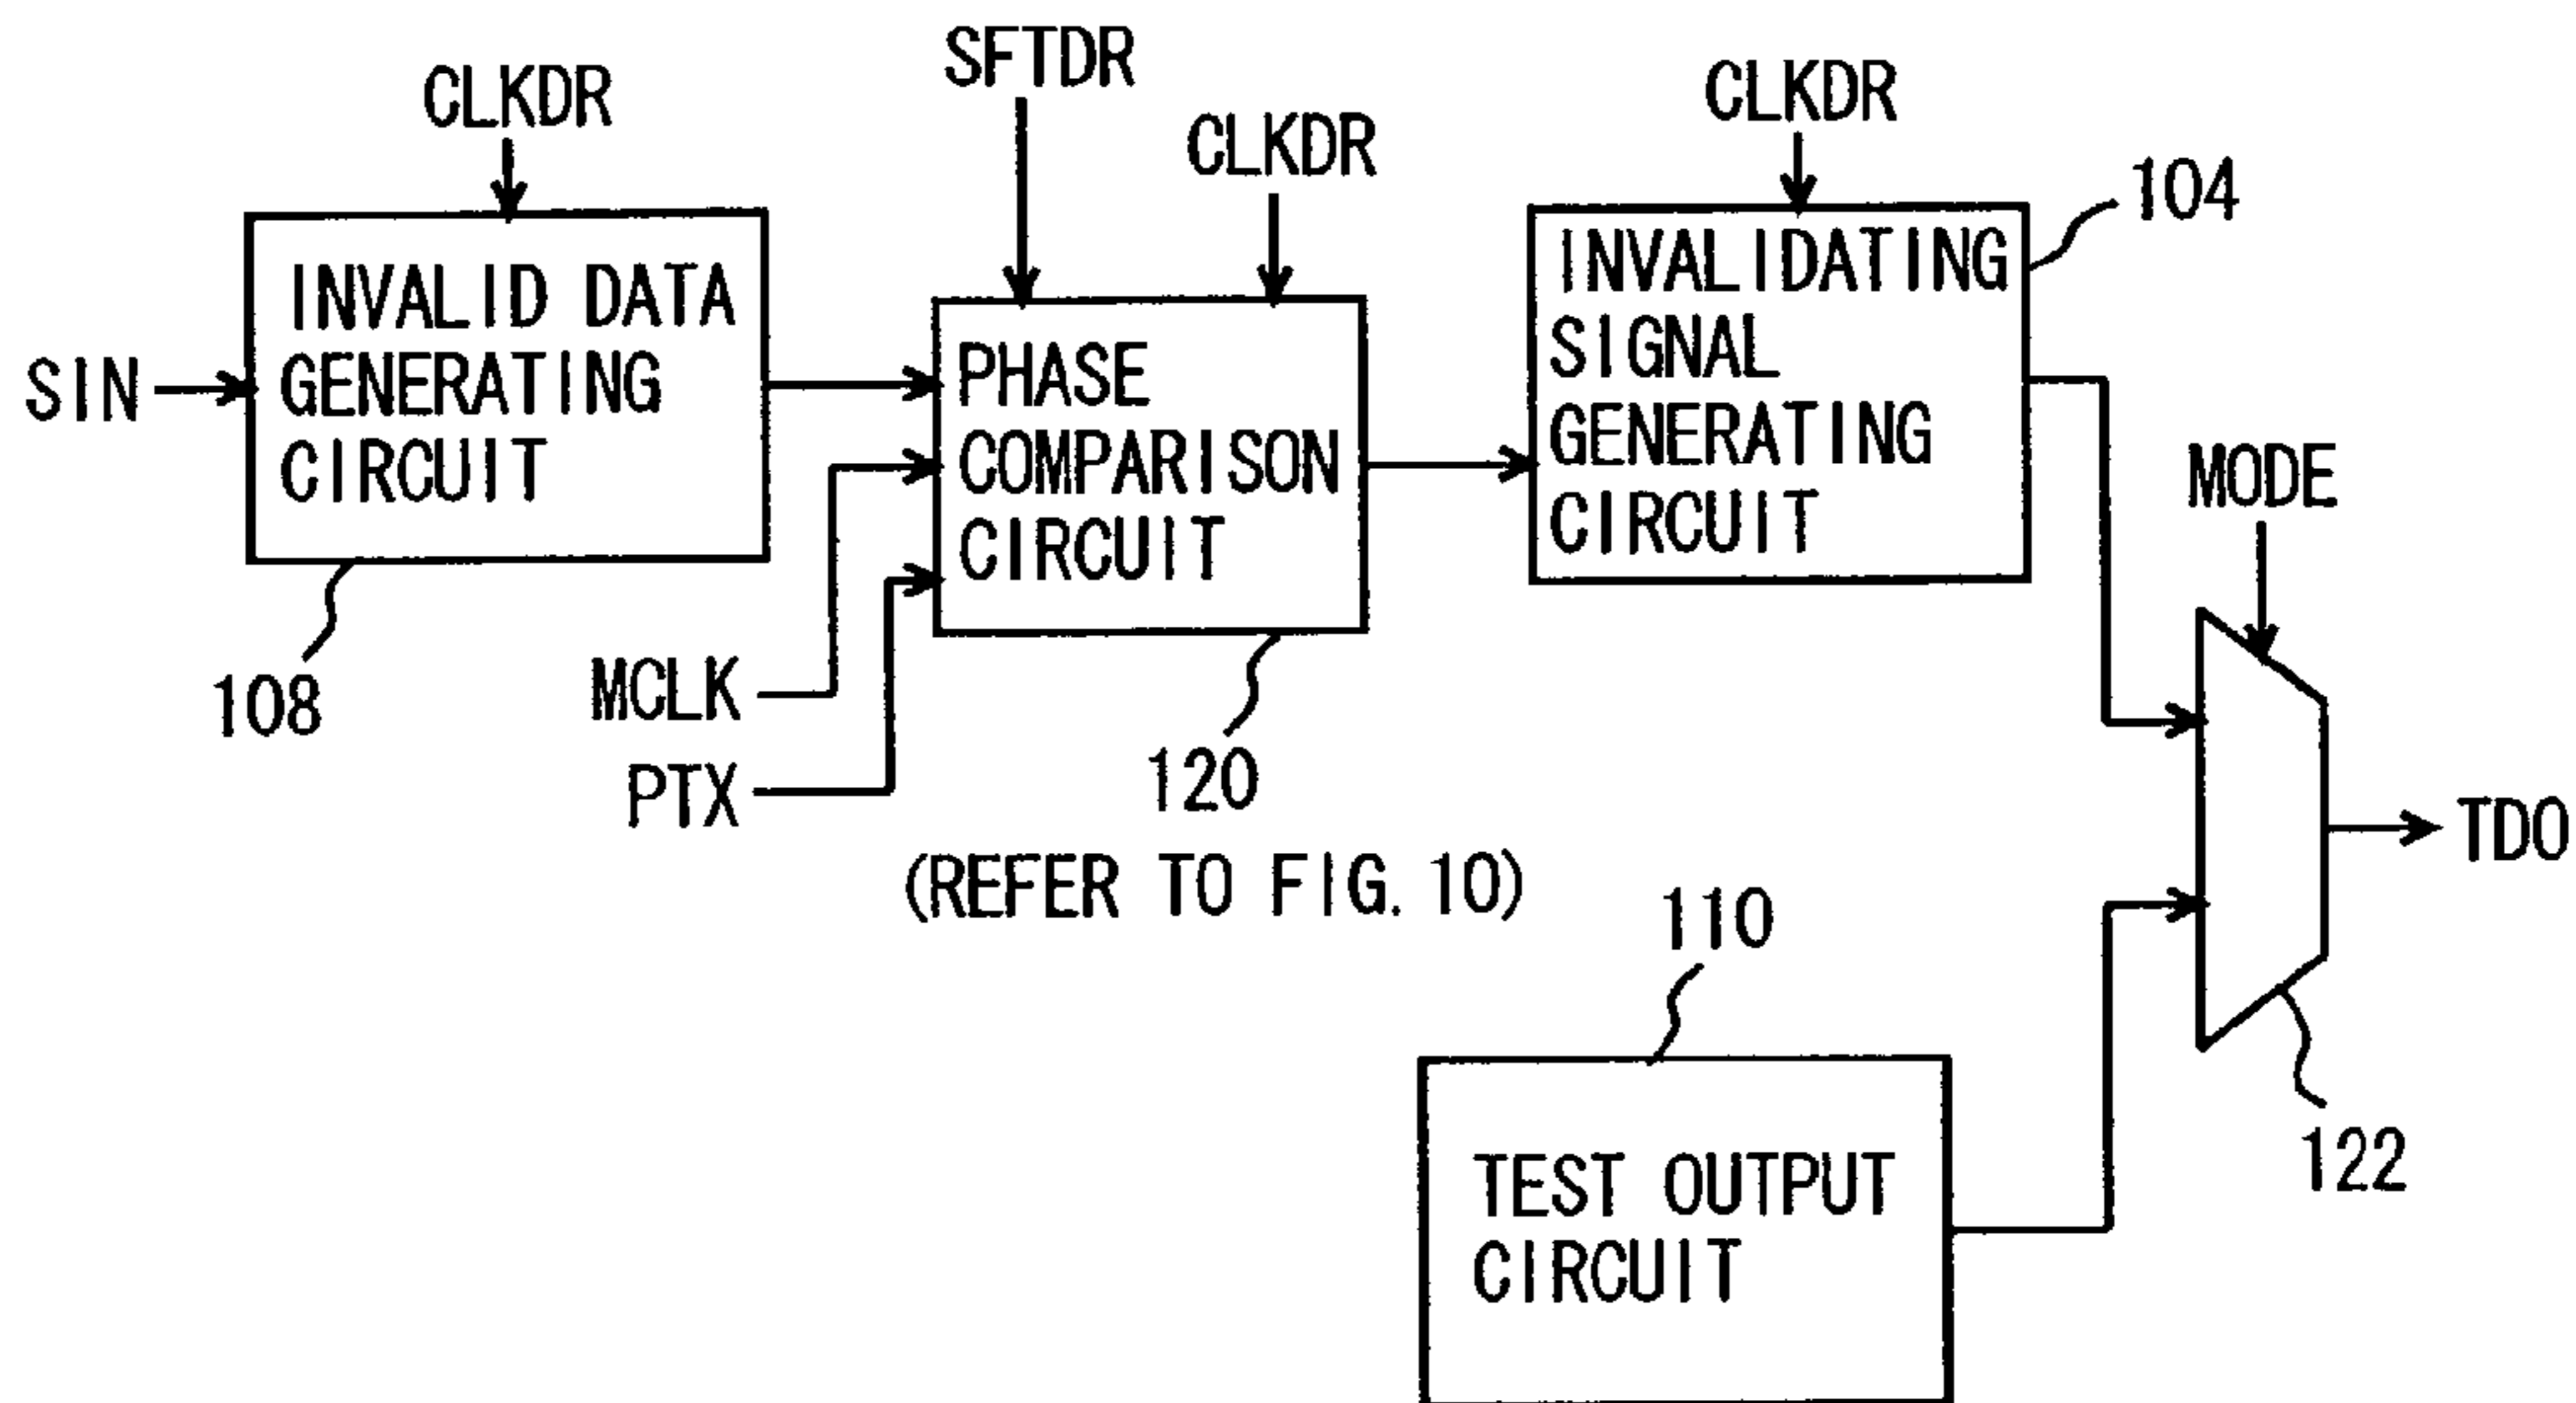 SFTDR
CLKDR
CLKDR
CLKDR
104
SIN
INVALID DATA
GENERATING
CIRCUIT
PHASE
COMPARISON
CIRCUIT
INVALIDATING
SIGNAL
GENERATING
CIRCUIT
MODE
108
MCLK
PTX
120
(REFER TO FIG. 10)
TDO
110
TEST OUTPUT
CIRCUIT
122